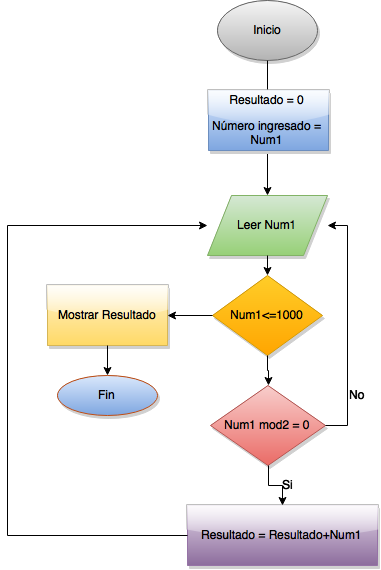 Inicio
Resultado = 0
Número ingresado =
Num1
Leer Num1
Num1<=1000
Mostrar Resultado
Fin
Num1 mod2 = 0
No
Si
Resultado = Resultado+Num1